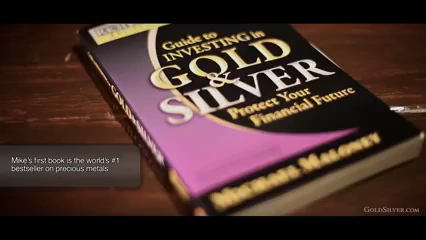 Guide to
INVESTING in
GOLD
&
SILVER
Protect Your
Financial Future
Michael Maloney
Mike's first book is the world's #1
bestseller on precious metals
GOLDSILVER.COM